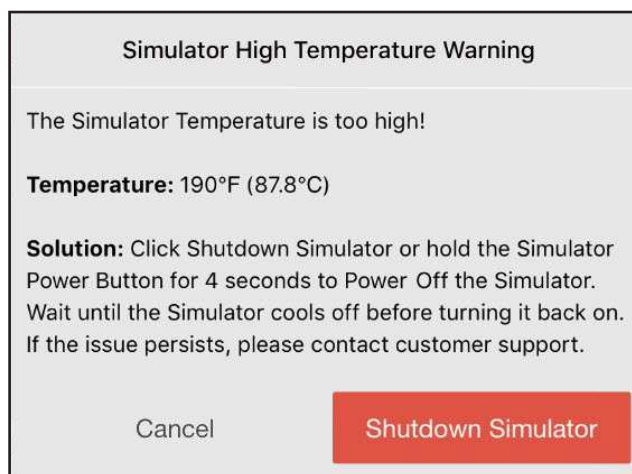 Simulator High Temperature Warning
The Simulator Temperature is too high!
Temperature: 190°F (87.8°C)
Solution: Click Shutdown Simulator or hold the Simulator
Power Button for 4 seconds to Power Off the Simulator.
Wait until the Simulator cools off before turning it back on.
If the issue persists, please contact customer support.
Cancel
Shutdown Simulator